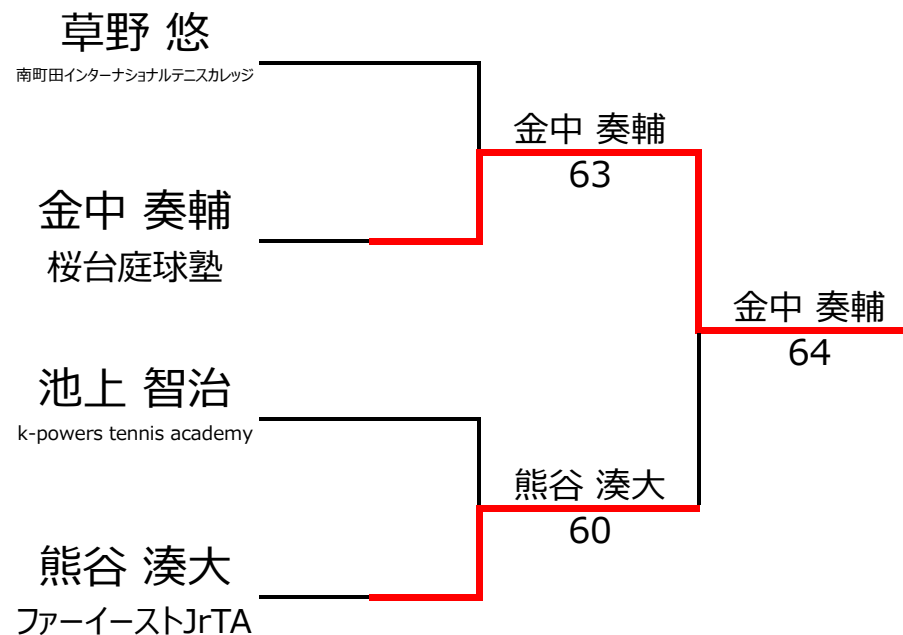 草野 悠
南町田インターナショナルテニスカレッジ
金中 奏輔
63
金中 奏輔
桜台庭球塾
金中 奏輔
64
池上 智治
k-powers tennis academy
熊谷 湊大
60
熊谷 湊大
ファーイーストJrTA